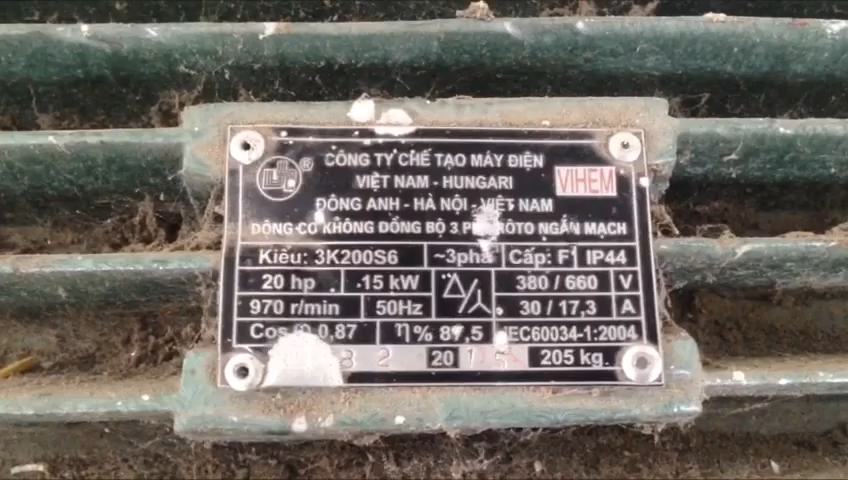 CÔNG TY CHẾ TẠO MÁY ĐIỆN
VIỆT NAM - HUNGARI
VIHEM
ĐÔNG ANH - HÀ NỘI - VIỆT NAM
ĐỘNG CƠ KHÔNG ĐỒNG BỘ 3 RÔTO NGẮN MẠCH
Kiểu: 3K200S6 ~3pha Cấp: F IP44
20 hp 15 kW Δ/Y 380 / 660 V
970 r/min 50Hz 30 / 17,3 A
Cos φ 0,87 η % 87,5 IEC60034-1:2004
82 20 205 kg.